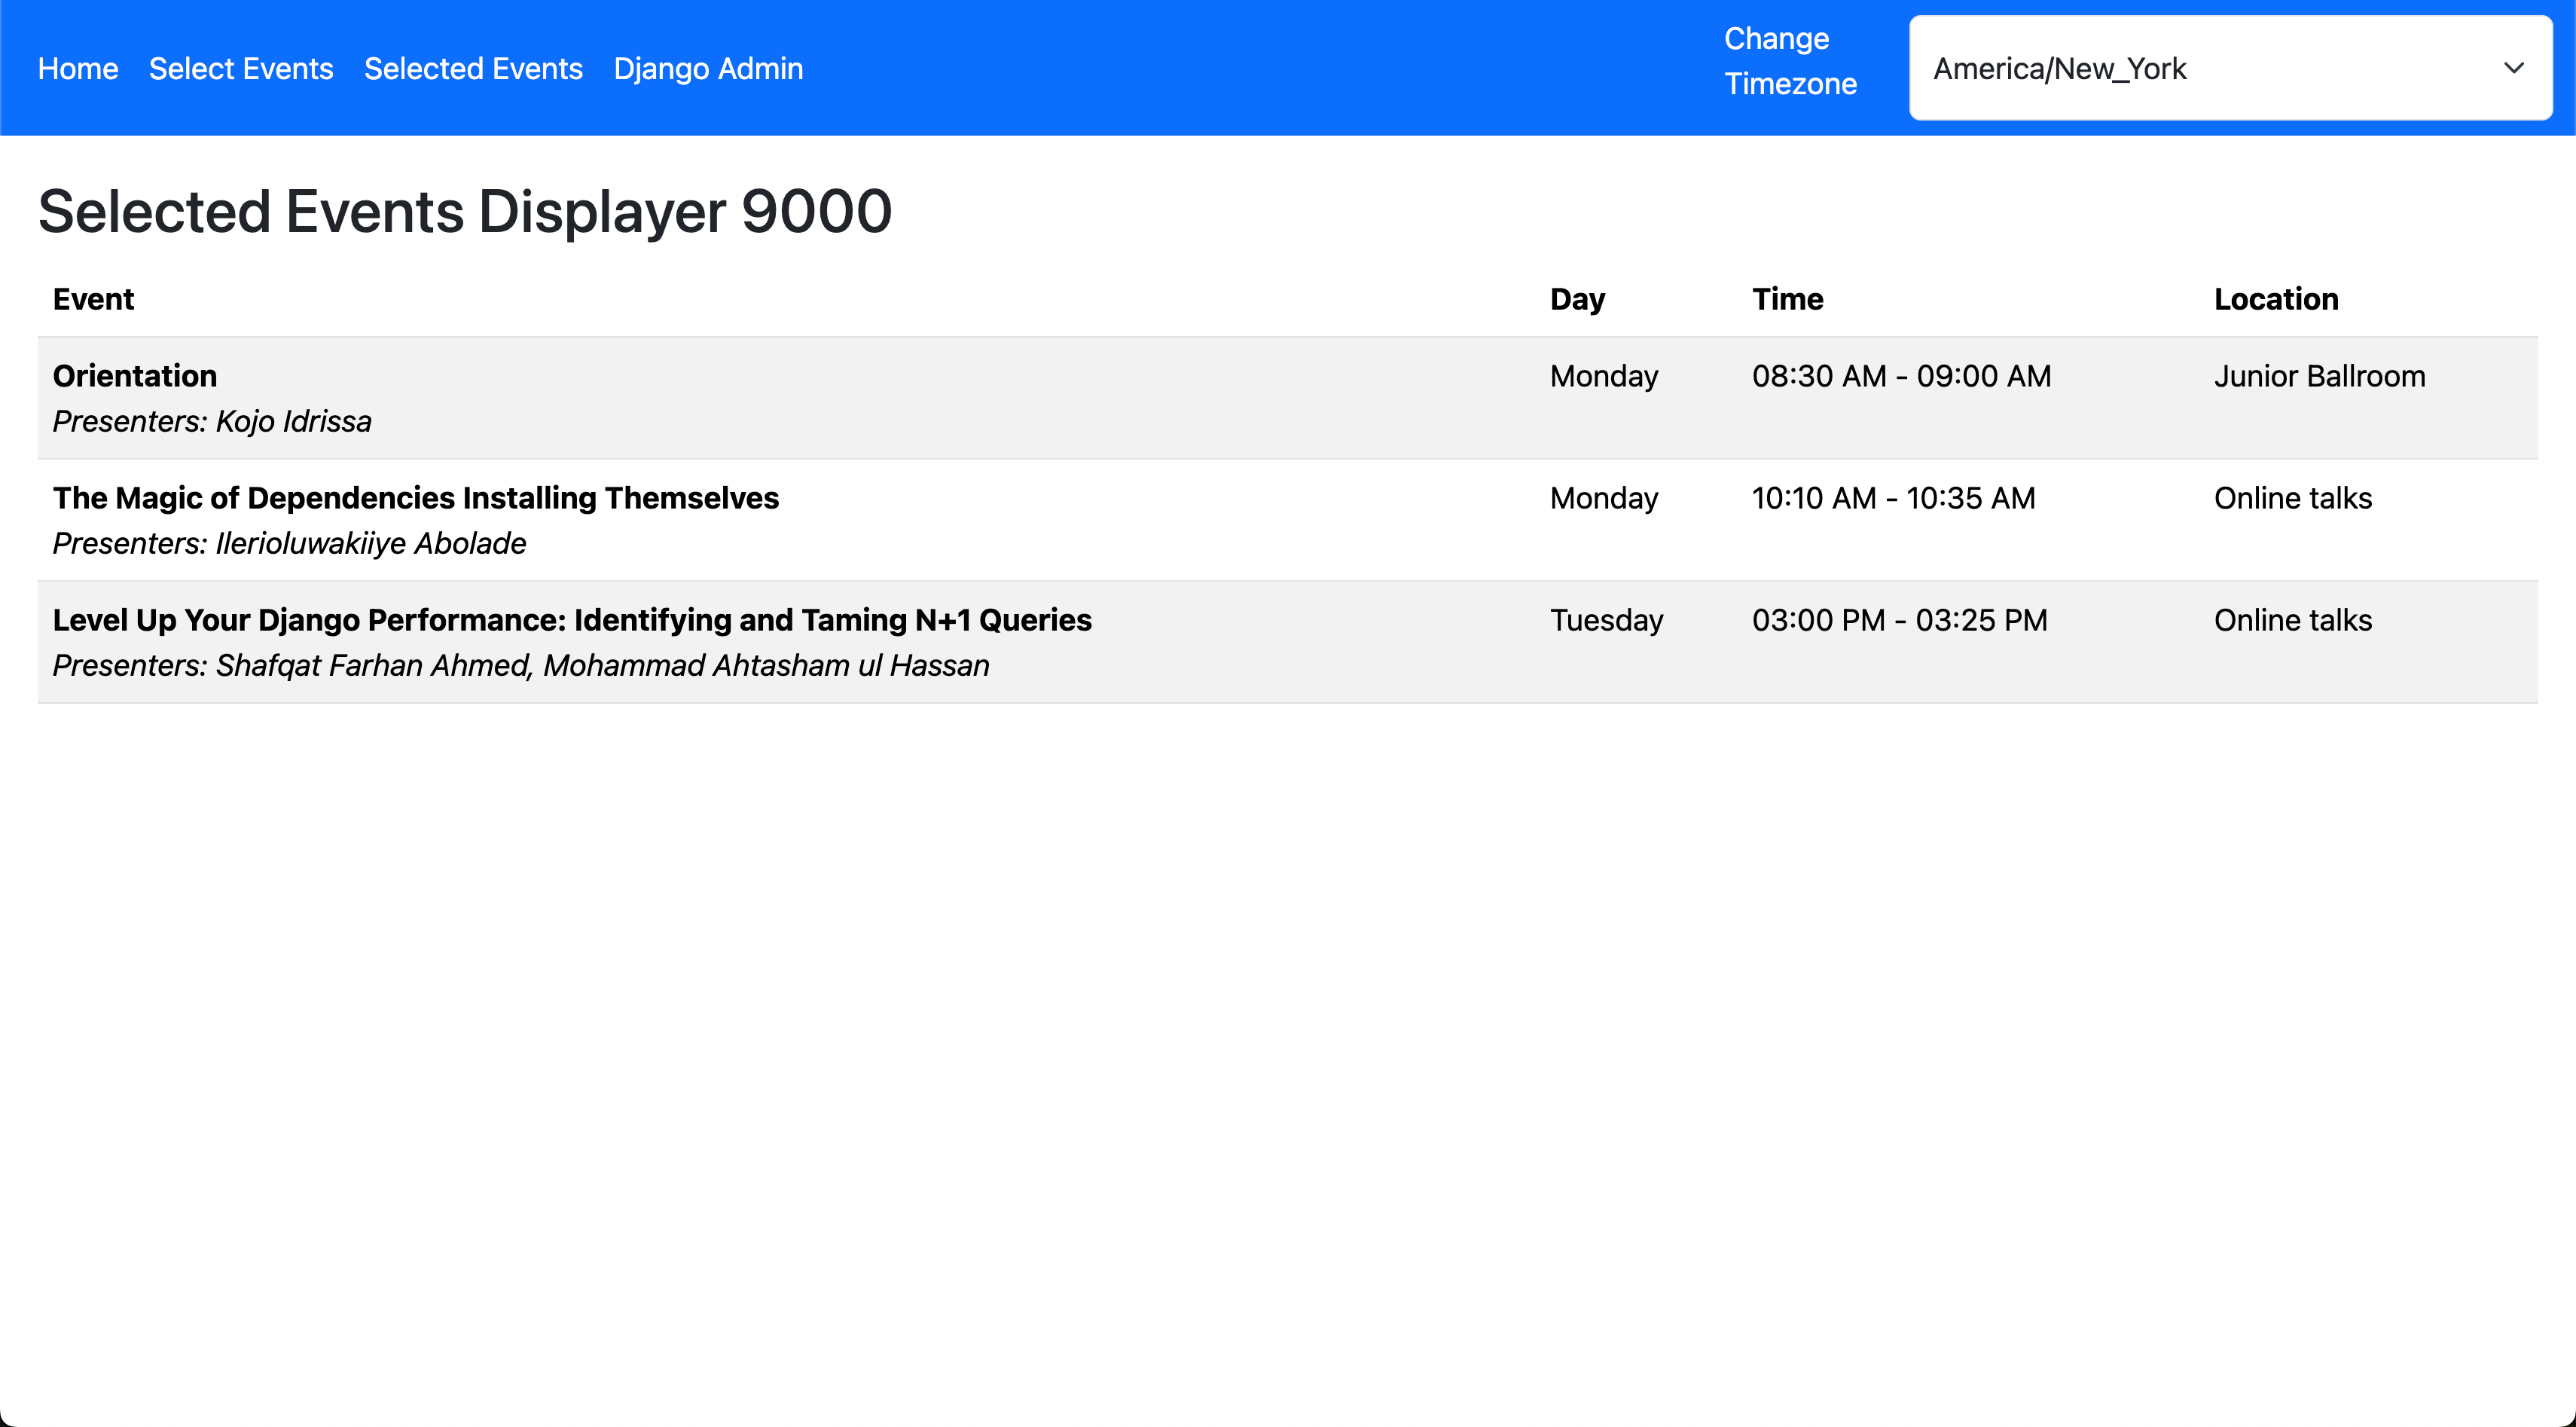 Home Select Events Selected Events Django Admin
Change
Timezone
America/New_York
Selected Events Displayer 9000
Event Day Time Location
Orientation Monday 08:30 AM - 09:00 AM Junior Ballroom
Presenters: Kojo Idrissa
The Magic of Dependencies Installing Themselves Monday 10:10 AM - 10:35 AM Online talks
Presenters: Ilerioluwakiiye Abolade
Level Up Your Django Performance: Identifying and Taming N+1 Queries Tuesday 03:00 PM - 03:25 PM Online talks
Presenters: Shafqat Farhan Ahmed, Mohammad Ahtasham ul Hassan